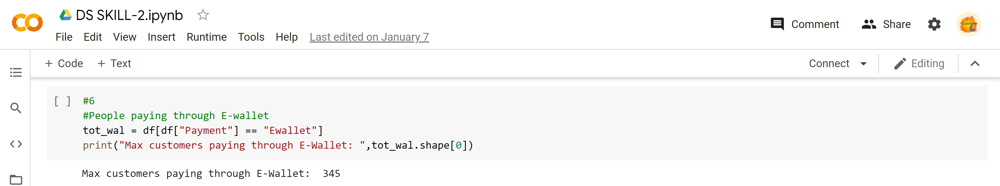 DS SKILL-2.ipynb
File Edit View Insert Runtime Tools Help Last edited on January 7
Comment Share
+ Code + Text
Connect Editing
[ ] #6
#People paying through E-wallet
tot_wal = df[df["Payment"] == "Ewallet"]
print("Max customers paying through E-Wallet: ",tot_wal.shape[0])
Max customers paying through E-Wallet:  345